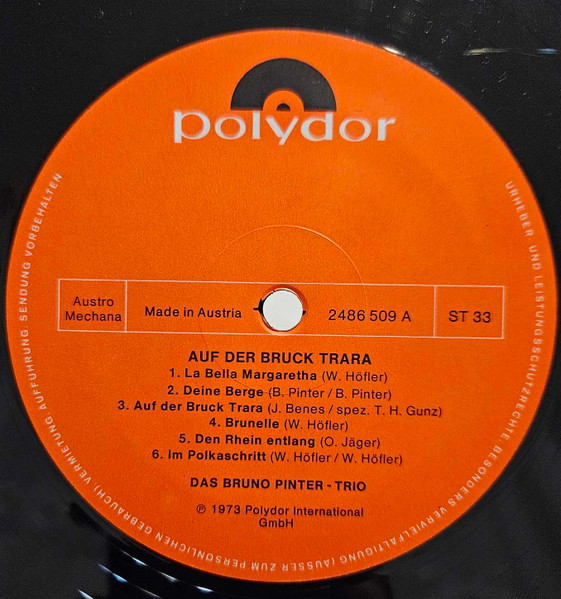 polydor
Austro
Mechana
Made in Austria
2486 509 A
ST 33
AUF DER BRUCK TRARA
1. La Bella Margaretha (W. Höfler)
2. Deine Berge (B. Pinter / B. Pinter)
3. Auf der Bruck Trara (J. Benes / spez. T. H. Gunz)
4. Brunelle (W. Höfler)
5. Den Rhein entlang (O. Jäger)
6. Im Polkaschritt (W. Höfler / W. Höfler)
DAS BRUNO PINTER - TRIO
℗ 1973 Polydor International
GmbH
URHEBER UND LEISTUNGSSCHUTZRECHTE BESONDERS VERVIELFÄLTIGUNG (AUSSER ZUM PERSÖNLICHEN GEBRAUCH), VERMIETUNG, AUFFÜHRUNG, SENDUNG VORBEHALTEN